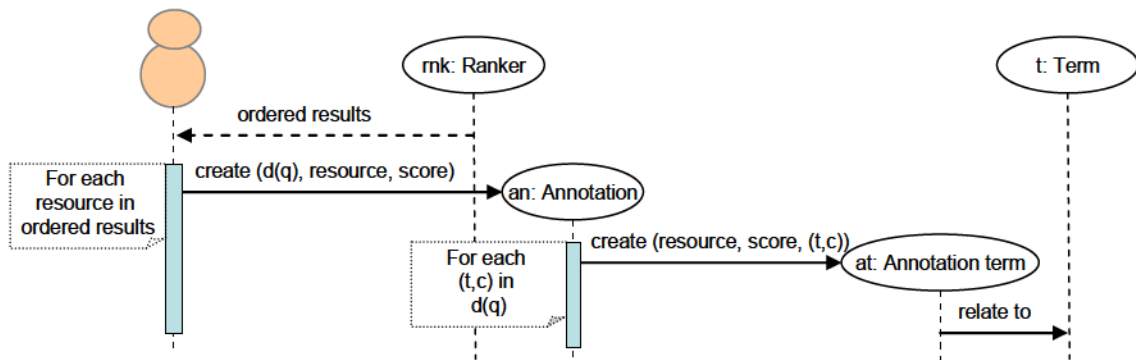 rnk: Ranker
t: Term
ordered results
For each
resource in
ordered results
create (d(q), resource, score)
an: Annotation
For each
(t,c) in
d(q)
create (resource, score, (t,c))
at: Annotation term
relate to